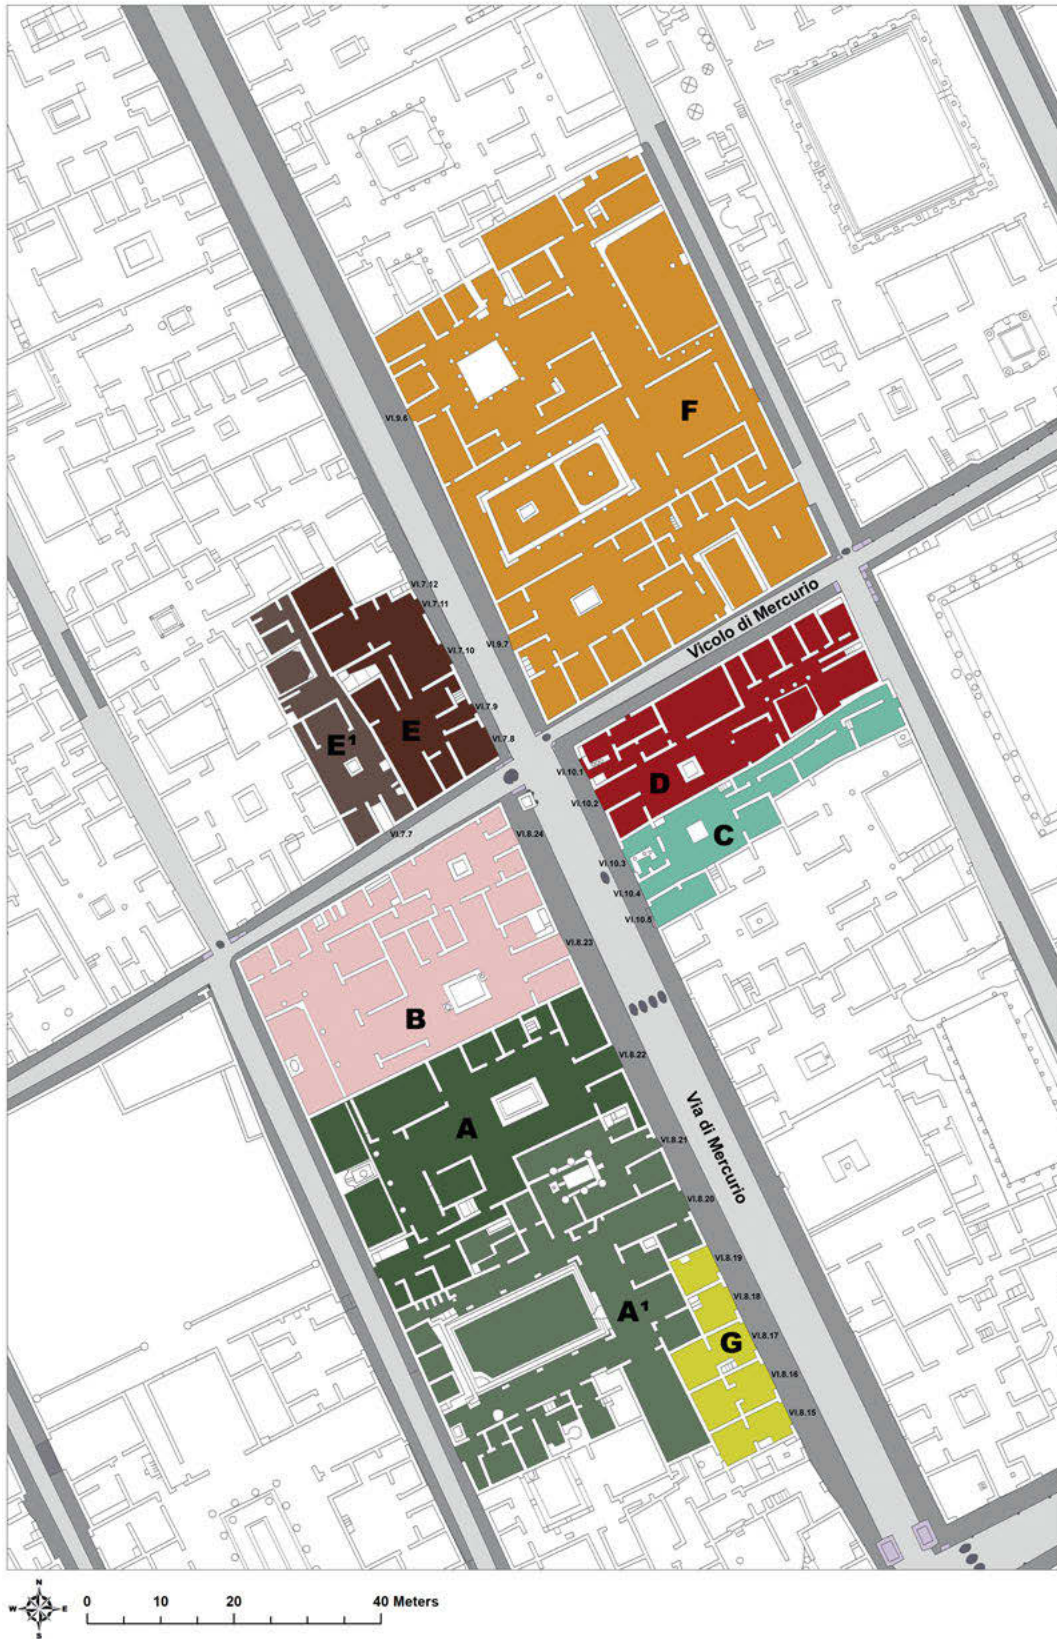 VI.9.6
F
VI.7.12
VI.7.11
Vicolo di Mercurio
VI.9.7
VI.7.10
VI.7.9
E
E¹
VI.7.8
VI.10.1
D
VI.10.2
VI.7.7
VI.8.24
C
VI.10.3
VI.10.4
VI.10.5
VI.8.23
B
VI.8.22
A
Via di Mercurio
VI.8.21
VI.8.20
VI.8.19
VI.8.18
A¹
G
VI.8.17
VI.8.16
VI.8.15
N
W E
S
0 10 20 40 Meters